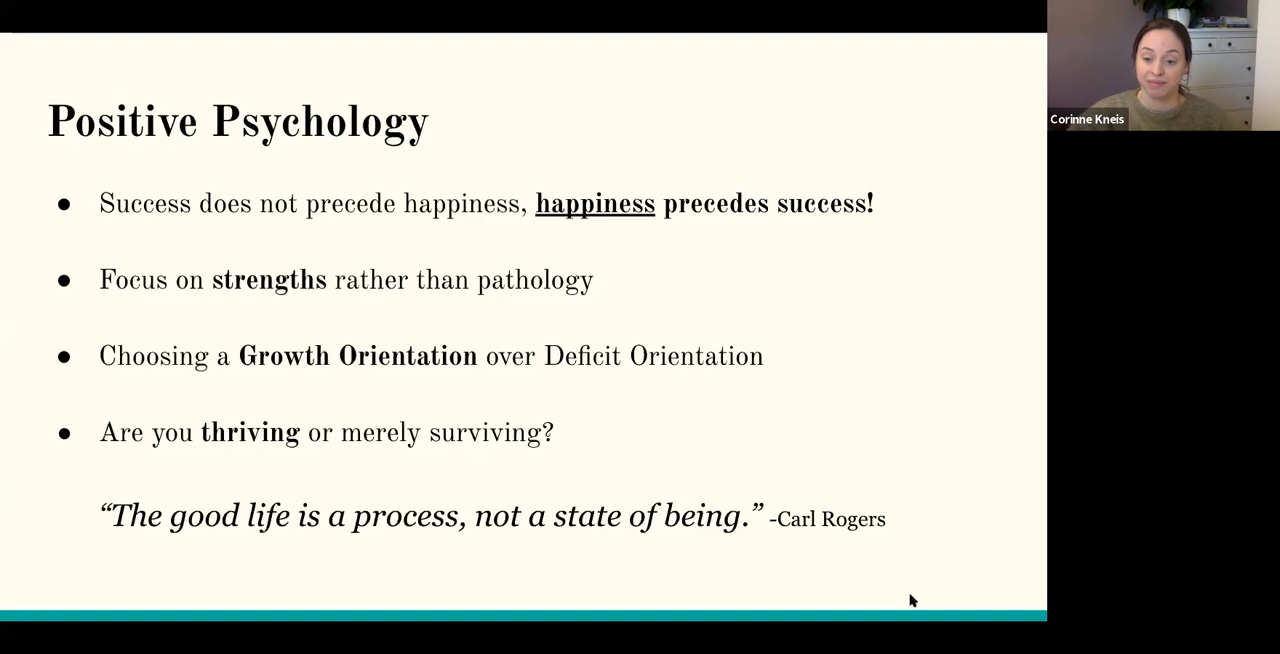 Positive Psychology
● Success does not precede happiness, happiness precedes success!
● Focus on strengths rather than pathology
● Choosing a Growth Orientation over Deficit Orientation
● Are you thriving or merely surviving?
“The good life is a process, not a state of being.” -Carl Rogers
Corinne Kneis